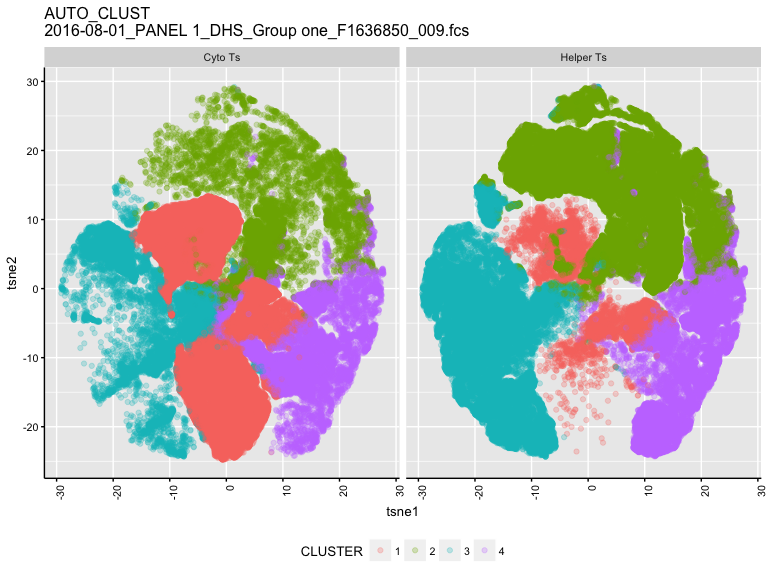 AUTO_CLUST
2016-08-01_PANEL 1_DHS_Group one_F1636850_009.fcs
Cyto Ts Helper Ts
30
20
10
0
-10
-20
tsne2
-30 -20 -10 0 10 20 30 -30 -20 -10 0 10 20 30
tsne1
CLUSTER 1 2 3 4